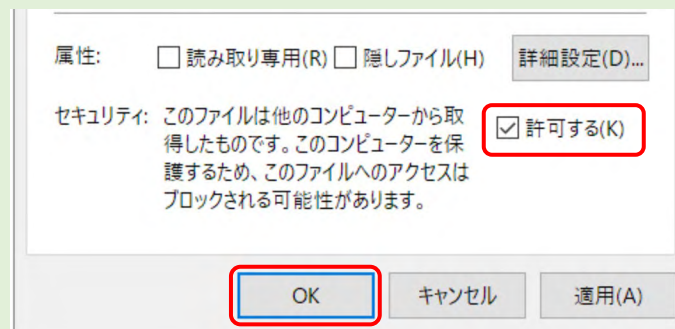 属性: 読み取り専用(R) 隠しファイル(H) 詳細設定(D)...
セキュリティ: このファイルは他のコンピューターから取
得したものです。このコンピューターを保
護するため、このファイルへのアクセスは
ブロックされる可能性があります。
許可する(K)
OK キャンセル 適用(A)